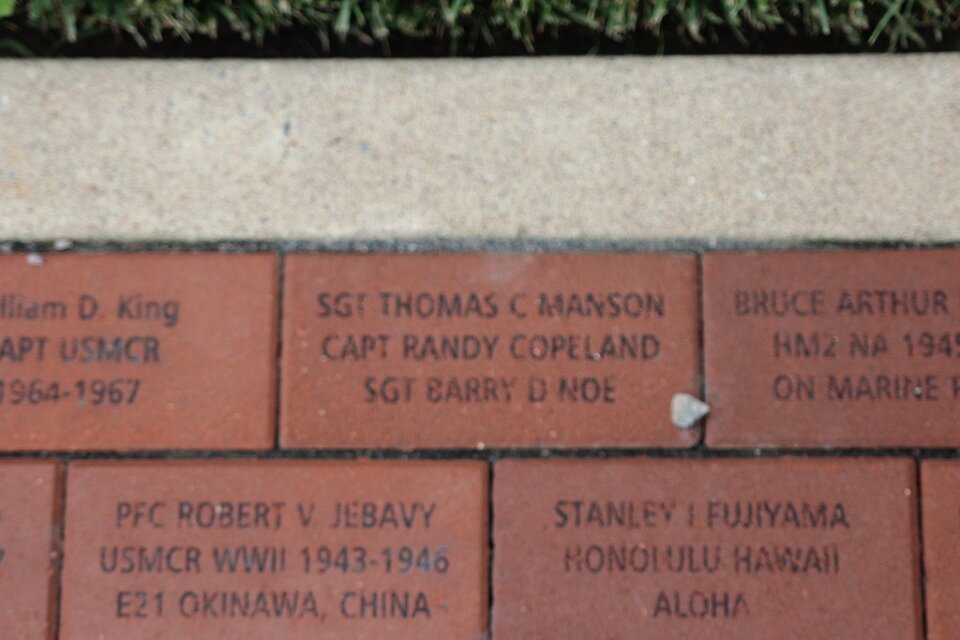 lliam D. King
APT USMCR
1964-1967
SGT THOMAS C MANSON
CAPT RANDY COPELAND
SGT BARRY D NOE
BRUCE ARTHUR
HM2 NA 1945
ON MARINE
PFC ROBERT V. JEBAVY
USMCR WWII 1943-1946
E21 OKINAWA, CHINA
STANLEY I FUJIYAMA
HONOLULU HAWAII
ALOHA